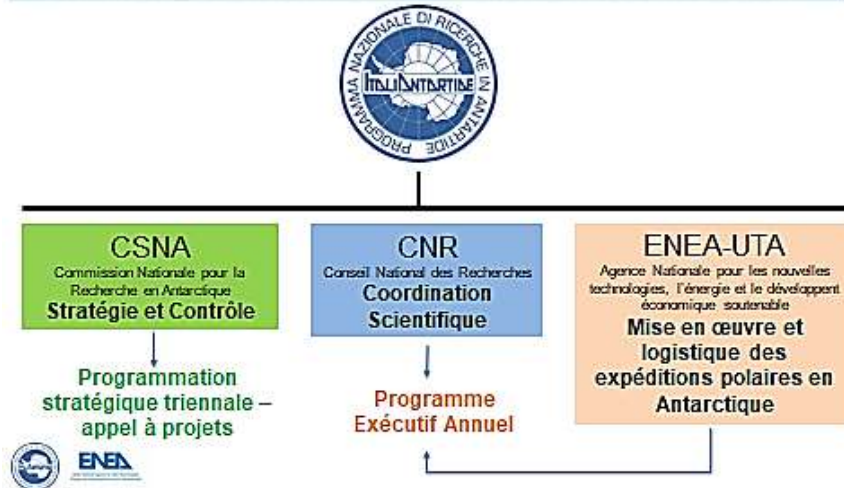 PROGRAMMA NAZIONALE DI RICERCHE IN ANTARTIDE
ITALIANTARTIDE
CSNA
Commission Nationale pour la
Recherche en Antarctique
Stratégie et Contrôle
CNR
Conseil National des Recherches
Coordination
Scientifique
ENEA-UTA
Agence Nationale pour les nouvelles
technologies, l'énergie et le développent
économique soutenable
Mise en œuvre et
logistique des
expéditions polaires en
Antarctique
Programmation
stratégique triennale –
appel à projets
Programme
Exécutif Annuel
ENEA